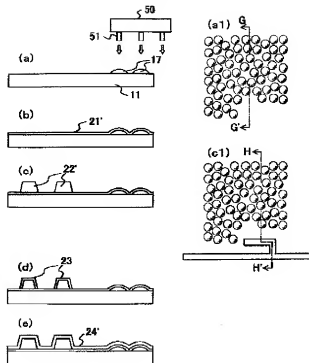 50
51
17
(a)
11
(b)
21'
(c)
22'
(d)
23
(e)
24'
(a1)
G
G'
(c1)
H
H'